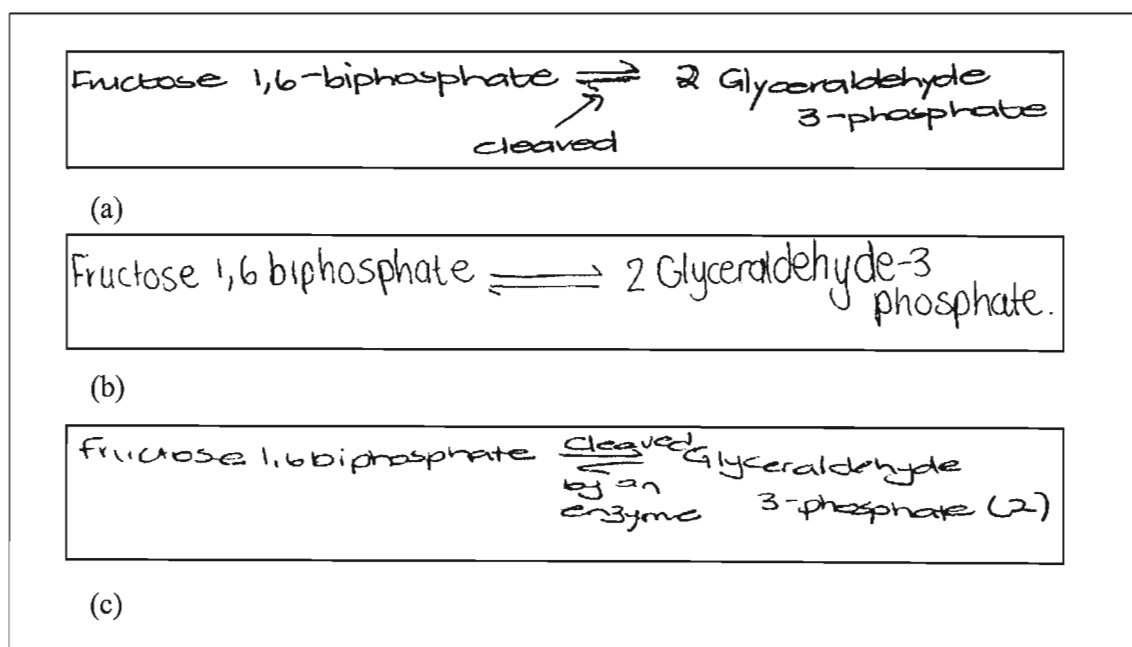 Fructose 1,6-biphosphate ⇌ 2 Glyceraldehyde
3-phosphate
cleaved
(a)
Fructose 1,6 biphosphate ⇌ 2 Glyceraldehyde-3
phosphate.
(b)
Fructose 1,6 biphosphate ⇌ Cleaved Glyceraldehyde
by an
enzyme 3-phosphate (2)
(c)